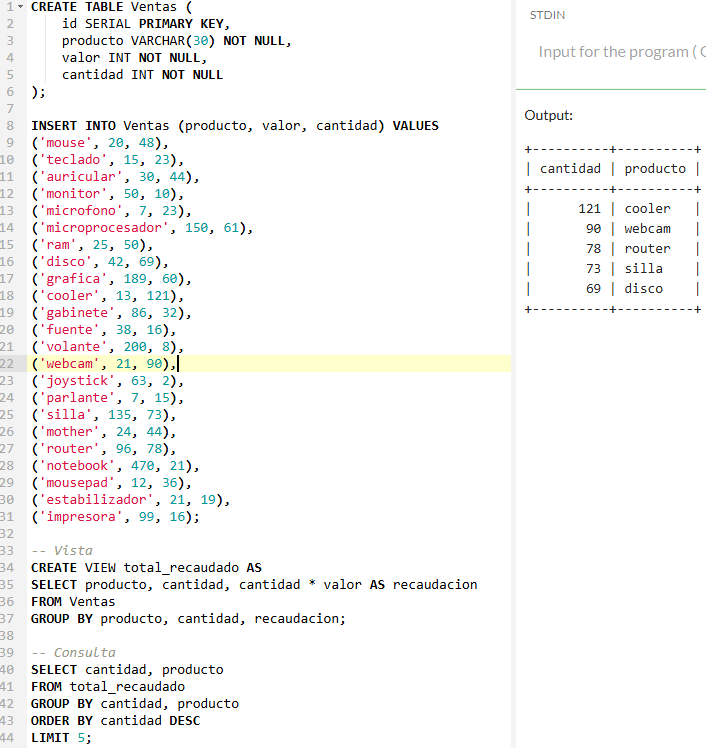 1 CREATE TABLE Ventas (
2 id SERIAL PRIMARY KEY,
3 producto VARCHAR(30) NOT NULL,
4 valor INT NOT NULL,
5 cantidad INT NOT NULL
6 );
7
8 INSERT INTO Ventas (producto, valor, cantidad) VALUES
9 ('mouse', 20, 48),
10 ('teclado', 15, 23),
11 ('auricular', 30, 44),
12 ('monitor', 50, 10),
13 ('microfono', 7, 23),
14 ('microprocesador', 150, 61),
15 ('ram', 25, 50),
16 ('disco', 42, 69),
17 ('grafica', 189, 60),
18 ('cooler', 13, 121),
19 ('gabinete', 86, 32),
20 ('fuente', 38, 16),
21 ('volante', 200, 8),
22 ('webcam', 21, 90),
23 ('joystick', 63, 2),
24 ('parlante', 7, 15),
25 ('silla', 135, 73),
26 ('mother', 24, 44),
27 ('router', 96, 78),
28 ('notebook', 470, 21),
29 ('mousepad', 12, 36),
30 ('estabilizador', 21, 19),
31 ('impresora', 99, 16);
32
33 -- Vista
34 CREATE VIEW total_recaudado AS
35 SELECT producto, cantidad, cantidad * valor AS recaudacion
36 FROM Ventas
37 GROUP BY producto, cantidad, recaudacion;
38
39 -- Consulta
40 SELECT cantidad, producto
41 FROM total_recaudado
42 GROUP BY cantidad, producto
43 ORDER BY cantidad DESC
44 LIMIT 5;
STDIN
Input for the program (
Output:
+----------+----------+
| cantidad | producto |
+----------+----------+
| 121 | cooler |
| 90 | webcam |
| 78 | router |
| 73 | silla |
| 69 | disco |
+----------+----------+